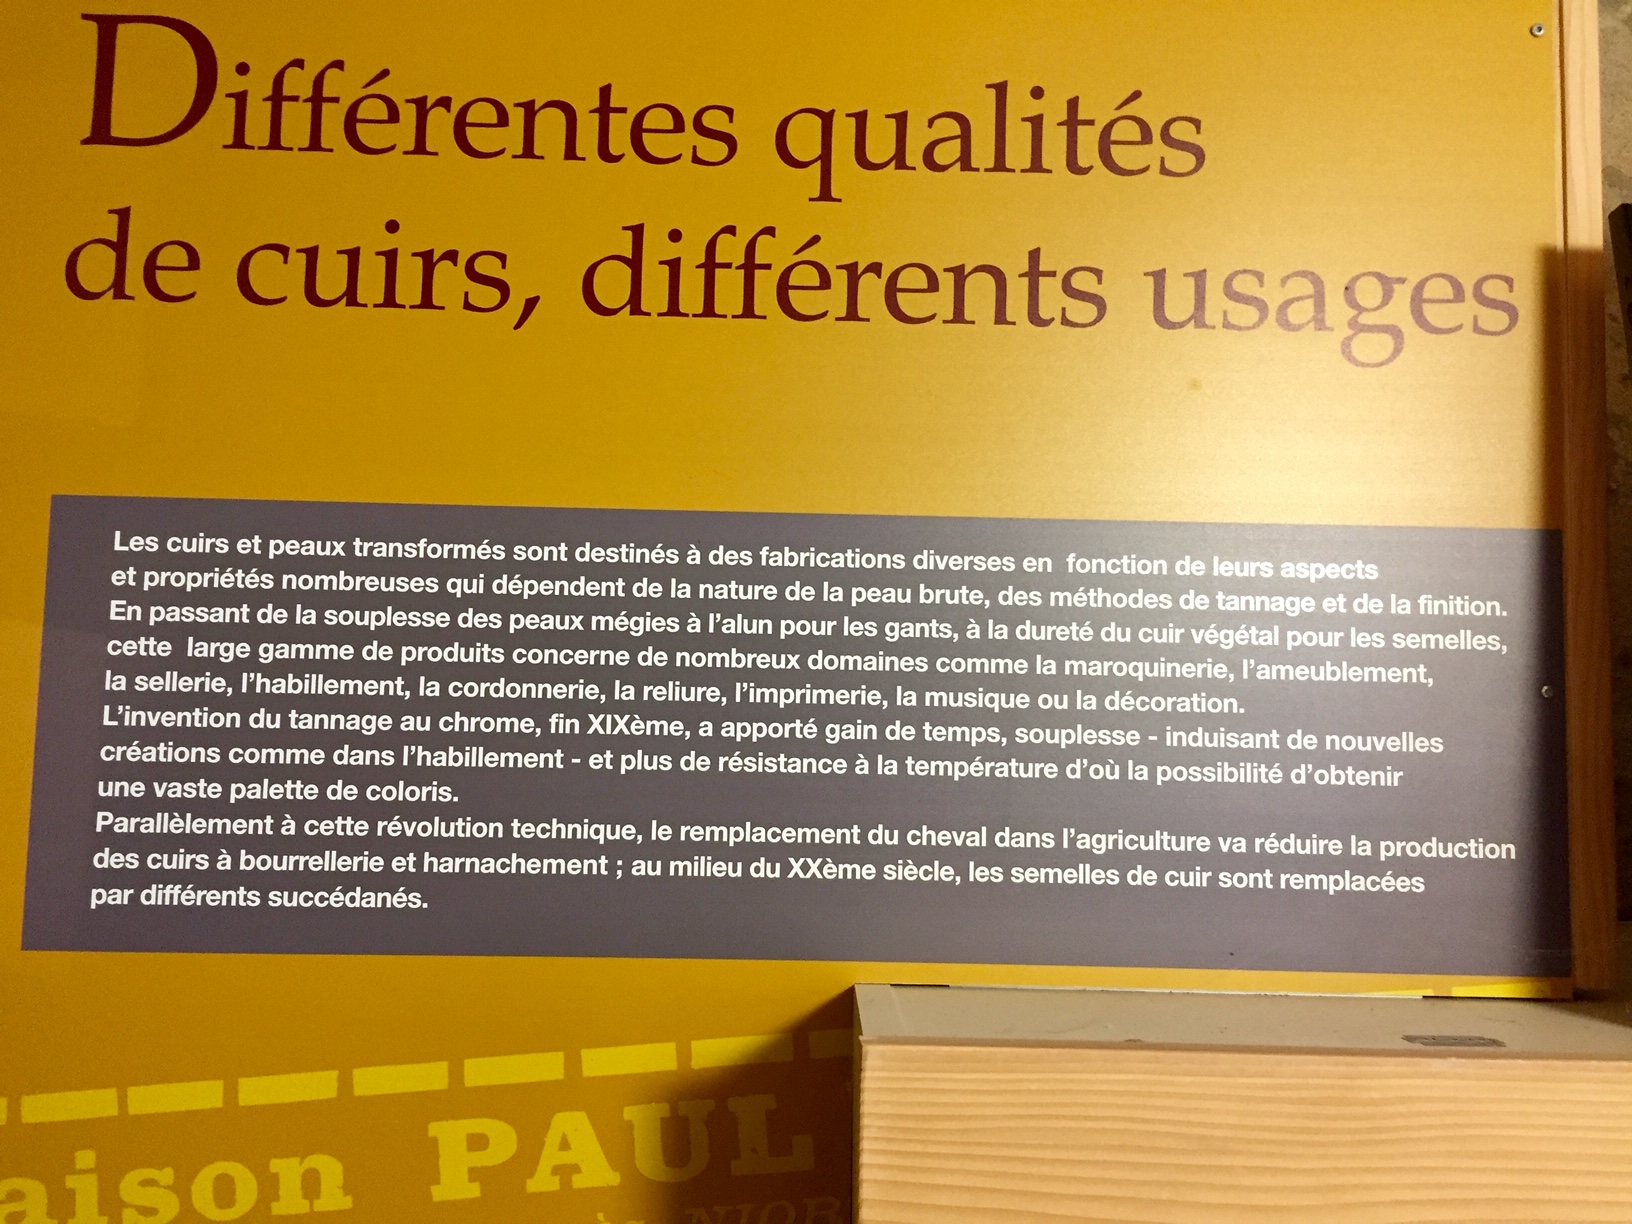 Différentes qualités
de cuirs, différents usages
Les cuirs et peaux transformés sont destinés à des fabrications diverses en  fonction de leurs aspects
et propriétés nombreuses qui dépendent de la nature de la peau brute, des méthodes de tannage et de la finition.
En passant de la souplesse des peaux mégies à l'alun pour les gants, à la dureté du cuir végétal pour les semelles,
cette  large gamme de produits concerne de nombreux domaines comme la maroquinerie, l'ameublement,
la sellerie, l'habillement, la cordonnerie, la reliure, l'imprimerie, la musique ou la décoration.
L'invention du tannage au chrome, fin XIXème, a apporté gain de temps, souplesse - induisant de nouvelles
créations comme dans l'habillement - et plus de résistance à la température d'où la possibilité d'obtenir
une vaste palette de coloris.
Parallèlement à cette révolution technique, le remplacement du cheval dans l'agriculture va réduire la production
des cuirs à bourrellerie et harnachement ; au milieu du XXème siècle, les semelles de cuir sont remplacées
par différents succédanés.
aison PAUL